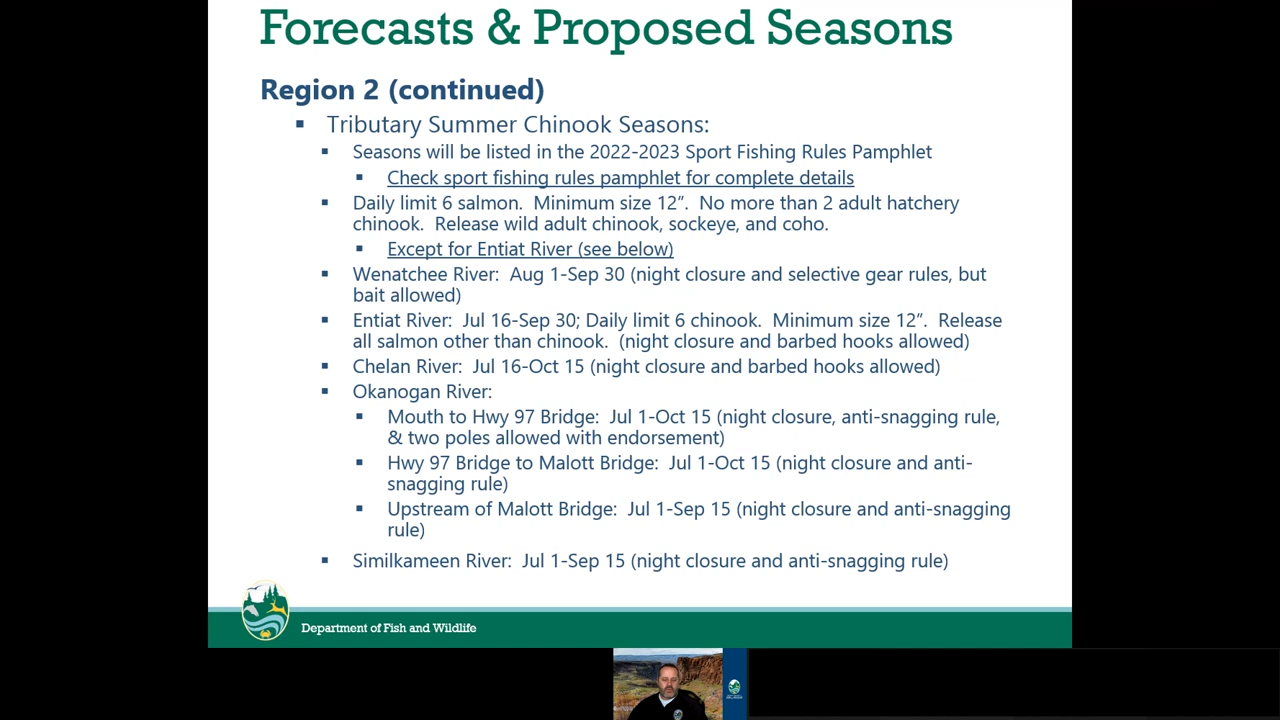 Forecasts & Proposed Seasons
Region 2 (continued)
Tributary Summer Chinook Seasons:
Seasons will be listed in the 2022-2023 Sport Fishing Rules Pamphlet
Check sport fishing rules pamphlet for complete details
Daily limit 6 salmon.  Minimum size 12”.  No more than 2 adult hatchery
chinook.  Release wild adult chinook, sockeye, and coho.
Except for Entiat River (see below)
Wenatchee River:  Aug 1-Sep 30 (night closure and selective gear rules, but
bait allowed)
Entiat River:  Jul 16-Sep 30; Daily limit 6 chinook.  Minimum size 12”.  Release
all salmon other than chinook.  (night closure and barbed hooks allowed)
Chelan River:  Jul 16-Oct 15 (night closure and barbed hooks allowed)
Okanogan River:
Mouth to Hwy 97 Bridge:  Jul 1-Oct 15 (night closure, anti-snagging rule,
& two poles allowed with endorsement)
Hwy 97 Bridge to Malott Bridge:  Jul 1-Oct 15 (night closure and anti-
snagging rule)
Upstream of Malott Bridge:  Jul 1-Sep 15 (night closure and anti-snagging
rule)
Similkameen River:  Jul 1-Sep 15 (night closure and anti-snagging rule)
Department of Fish and Wildlife